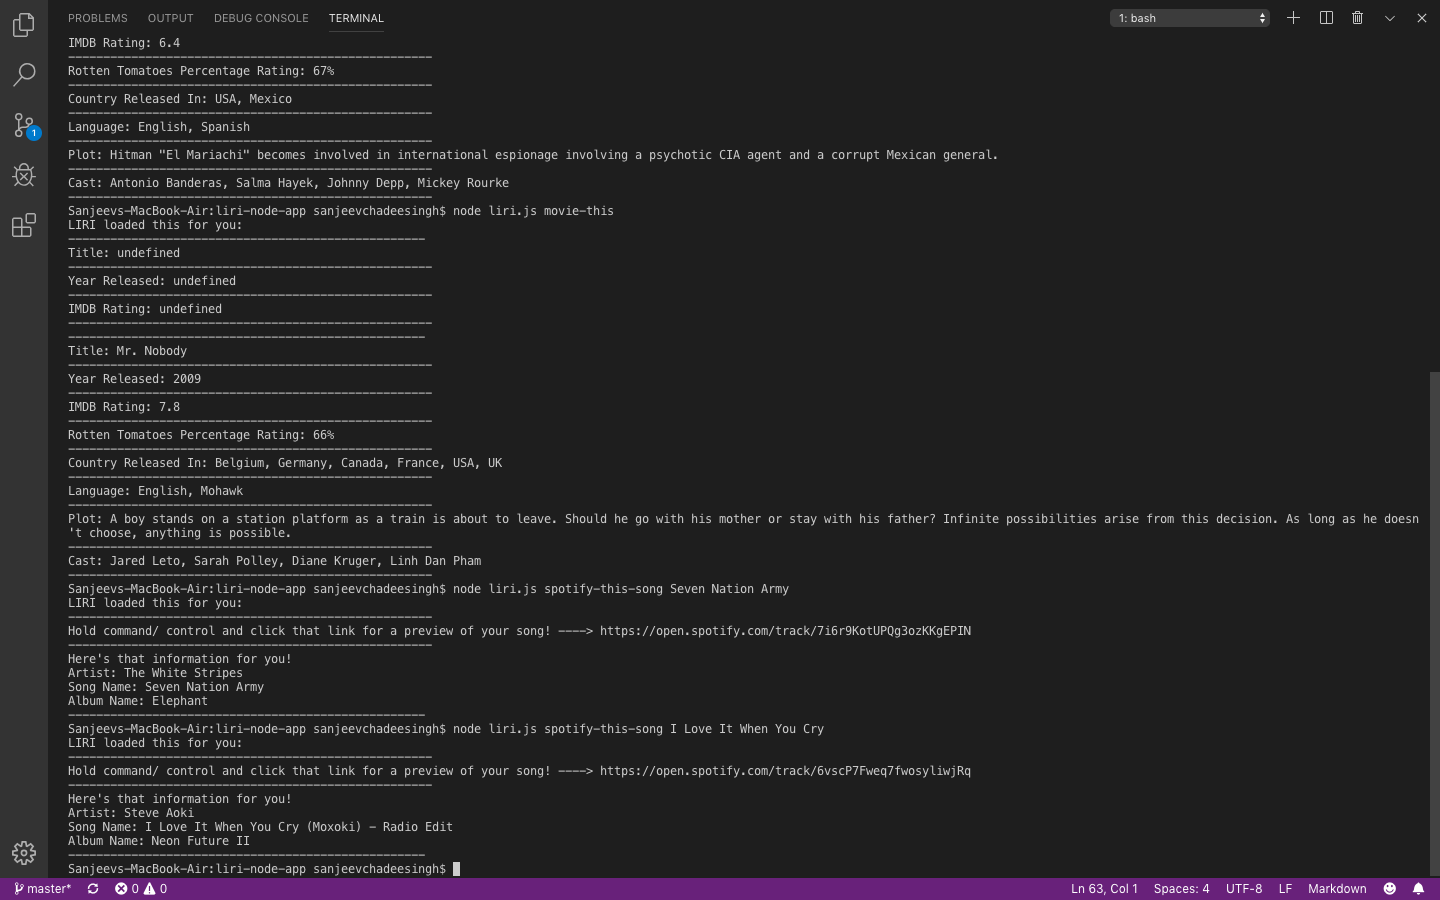 PROBLEMS OUTPUT DEBUG CONSOLE TERMINAL 1: bash
IMDB Rating: 6.4
----------------------------------------------------
Rotten Tomatoes Percentage Rating: 67%
----------------------------------------------------
Country Released In: USA, Mexico
----------------------------------------------------
Language: English, Spanish
----------------------------------------------------
Plot: Hitman "El Mariachi" becomes involved in international espionage involving a psychotic CIA agent and a corrupt Mexican general.
----------------------------------------------------
Cast: Antonio Banderas, Salma Hayek, Johnny Depp, Mickey Rourke
----------------------------------------------------
Sanjeevs-MacBook-Air:liri-node-app sanjeevchadeesingh$ node liri.js movie-this
LIRI loaded this for you:
---------------------------------------------------
Title: undefined
----------------------------------------------------
Year Released: undefined
----------------------------------------------------
IMDB Rating: undefined
----------------------------------------------------
---------------------------------------------------
Title: Mr. Nobody
----------------------------------------------------
Year Released: 2009
----------------------------------------------------
IMDB Rating: 7.8
----------------------------------------------------
Rotten Tomatoes Percentage Rating: 66%
----------------------------------------------------
Country Released In: Belgium, Germany, Canada, France, USA, UK
----------------------------------------------------
Language: English, Mohawk
----------------------------------------------------
Plot: A boy stands on a station platform as a train is about to leave. Should he go with his mother or stay with his father? Infinite possibilities arise from this decision. As long as he doesn
't choose, anything is possible.
----------------------------------------------------
Cast: Jared Leto, Sarah Polley, Diane Kruger, Linh Dan Pham
----------------------------------------------------
Sanjeevs-MacBook-Air:liri-node-app sanjeevchadeesingh$ node liri.js spotify-this-song Seven Nation Army
LIRI loaded this for you:
----------------------------------------------------
Hold command/ control and click that link for a preview of your song! ----> https://open.spotify.com/track/7i6r9KotUPQg3ozKKgEPIN
----------------------------------------------------
Here's that information for you!
Artist: The White Stripes
Song Name: Seven Nation Army
Album Name: Elephant
---------------------------------------------------
Sanjeevs-MacBook-Air:liri-node-app sanjeevchadeesingh$ node liri.js spotify-this-song I Love It When You Cry
LIRI loaded this for you:
----------------------------------------------------
Hold command/ control and click that link for a preview of your song! ----> https://open.spotify.com/track/6vscP7Fweq7fwosyliwjRq
----------------------------------------------------
Here's that information for you!
Artist: Steve Aoki
Song Name: I Love It When You Cry (Moxoki) - Radio Edit
Album Name: Neon Future II
---------------------------------------------------
Sanjeevs-MacBook-Air:liri-node-app sanjeevchadeesingh$
1
master* 0 0 Ln 63, Col 1 Spaces: 4 UTF-8 LF Markdown